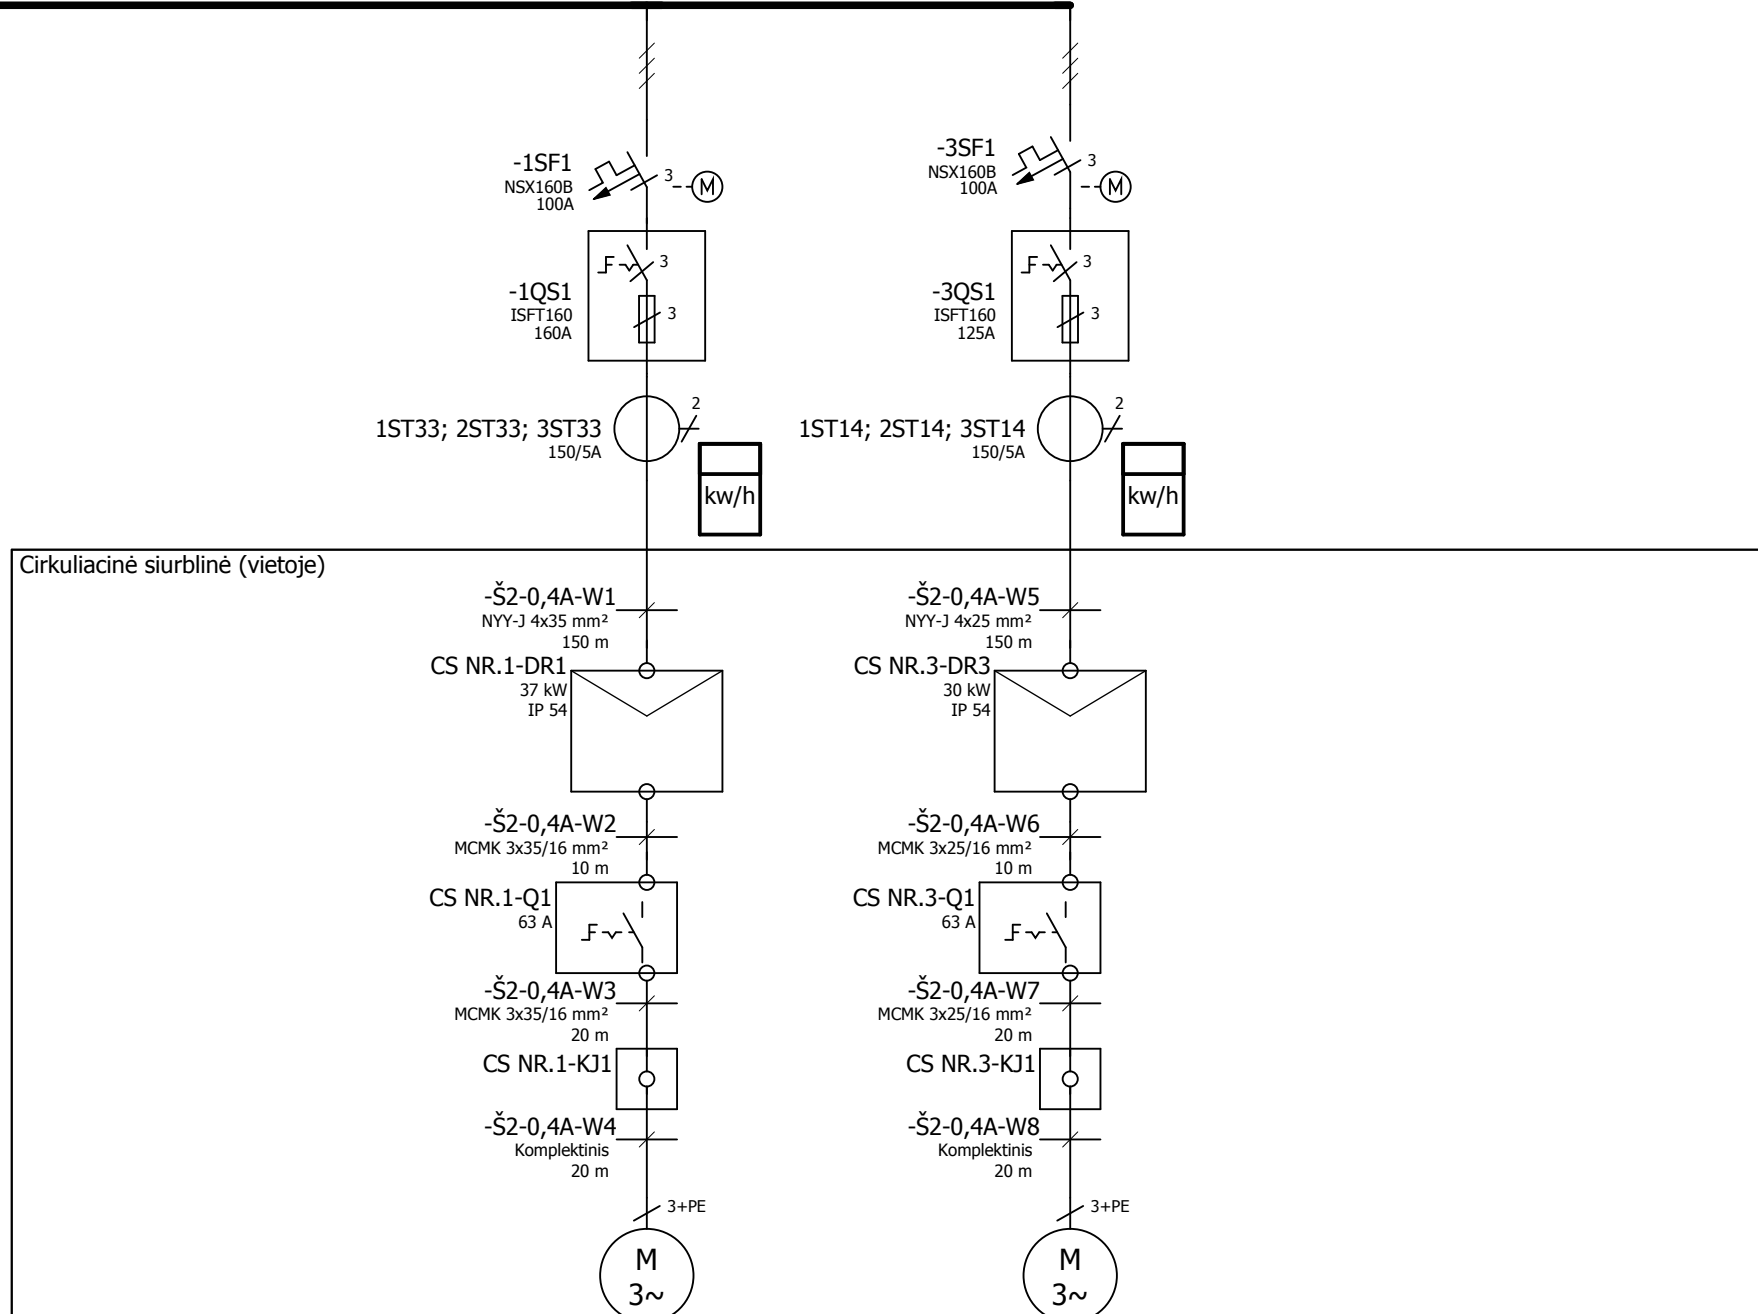 -1SF1
NSX160B
100A
3
M
-3SF1
NSX160B
100A
3
M
-1QS1
ISFT160
160A
3
3
-3QS1
ISFT160
125A
3
3
1ST33; 2ST33; 3ST33
150/5A
2
kw/h
1ST14; 2ST14; 3ST14
150/5A
2
kw/h
Cirkuliacinė siurblinė (vietoje)
-Š2-0,4A-W1
NYY-J 4x35 mm²
150 m
-Š2-0,4A-W5
NYY-J 4x25 mm²
150 m
CS NR.1-DR1
37 kW
IP 54
CS NR.3-DR3
30 kW
IP 54
-Š2-0,4A-W2
MCMK 3x35/16 mm²
10 m
-Š2-0,4A-W6
MCMK 3x25/16 mm²
10 m
CS NR.1-Q1
63 A
CS NR.3-Q1
63 A
-Š2-0,4A-W3
MCMK 3x35/16 mm²
20 m
-Š2-0,4A-W7
MCMK 3x25/16 mm²
20 m
CS NR.1-KJ1
CS NR.3-KJ1
-Š2-0,4A-W4
Komplektinis
20 m
-Š2-0,4A-W8
Komplektinis
20 m
3+PE
3+PE
M
3~
M
3~